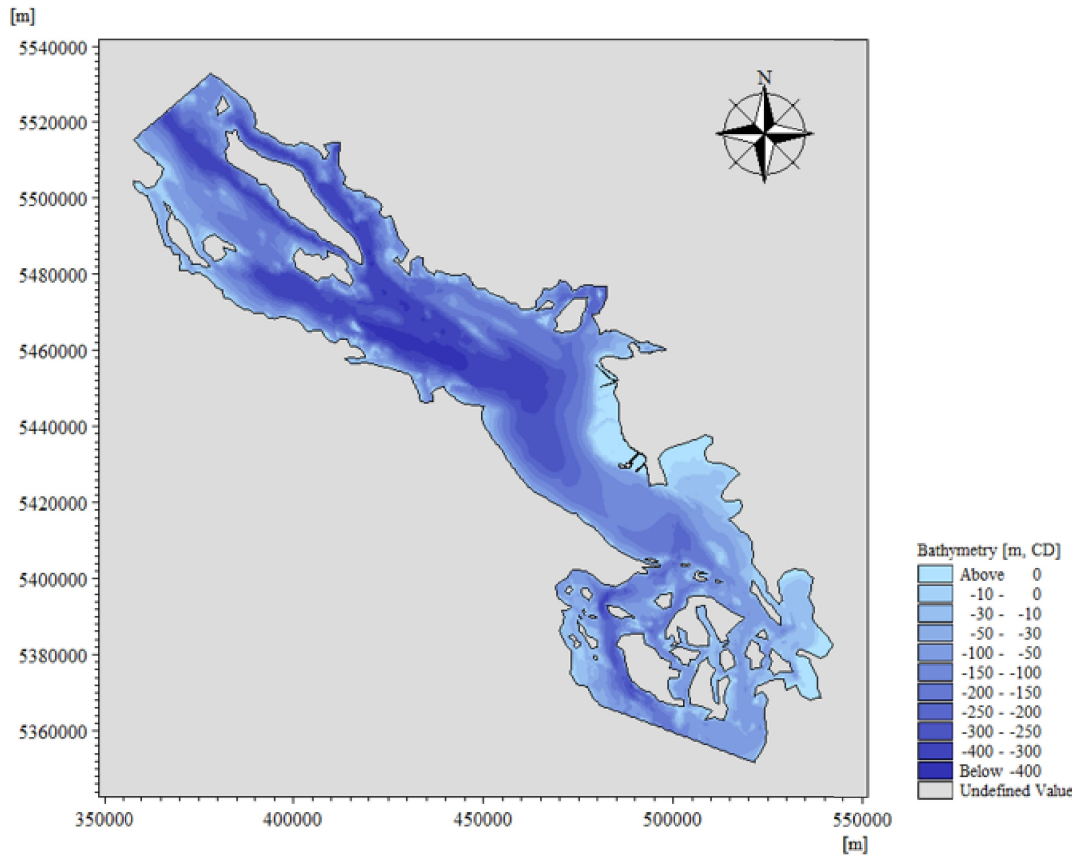 [m]
5540000
5520000
5500000
5480000
5460000
5440000
5420000
5400000
5380000
5360000
N
350000 400000 450000 500000 550000
[m]
Bathymetry [m, CD]
Above 0
-10 - 0
-30 - -10
-50 - -30
-100 - -50
-150 - -100
-200 - -150
-250 - -200
-300 - -250
-400 - -300
Below -400
Undefined Value